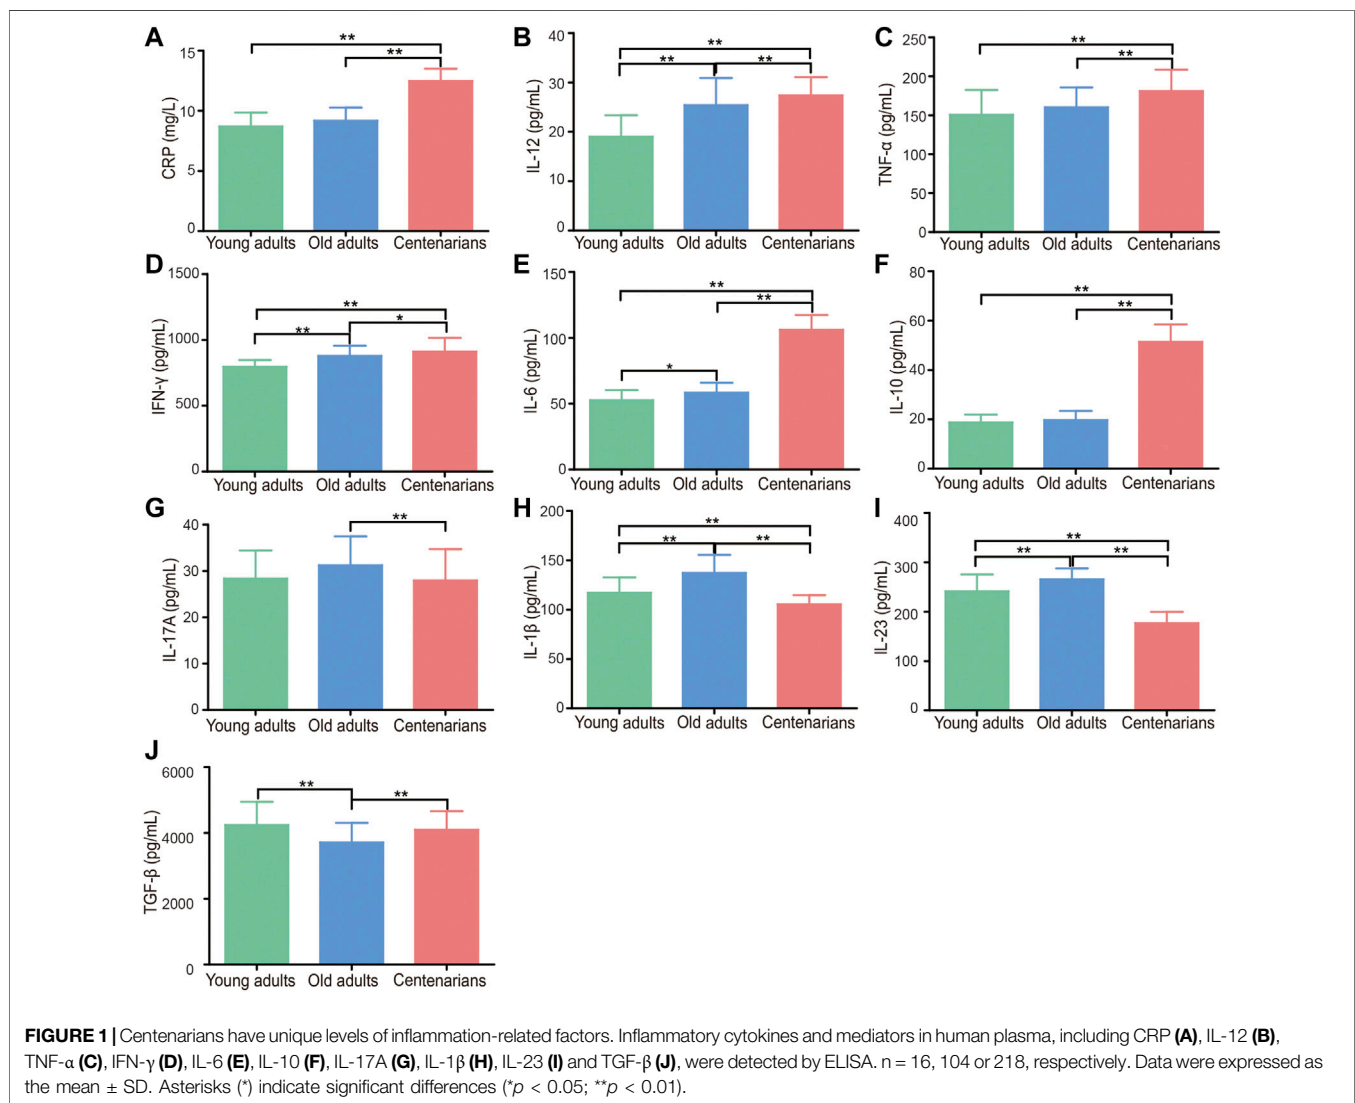 A
CRP (mg/L)
15
10
5
0
**
**
Young adults Old adults Centenarians
B
IL-12 (pg/mL)
40
30
20
10
0
**
**
**
Young adults Old adults Centenarians
C
TNF-α (pg/mL)
250
200
150
100
50
0
**
**
Young adults Old adults Centenarians
D
IFN-γ (pg/mL)
1500
1000
500
0
**
**
*
Young adults Old adults Centenarians
E
IL-6 (pg/mL)
150
100
50
0
**
**
*
Young adults Old adults Centenarians
F
IL-10 (pg/mL)
80
60
40
20
0
**
**
Young adults Old adults Centenarians
G
IL-17A (pg/mL)
40
30
20
10
0
**
Young adults Old adults Centenarians
H
IL-1β (pg/mL)
200
150
100
50
0
**
**
**
Young adults Old adults Centenarians
I
IL-23 (pg/mL)
400
300
200
100
0
**
**
**
Young adults Old adults Centenarians
J
TGF-β (pg/mL)
6000
4000
2000
0
**
**
Young adults Old adults Centenarians
FIGURE 1 | Centenarians have unique levels of inflammation-related factors. Inflammatory cytokines and mediators in human plasma, including CRP (A), IL-12 (B),
TNF-α (C), IFN-γ (D), IL-6 (E), IL-10 (F), IL-17A (G), IL-1β (H), IL-23 (I) and TGF-β (J), were detected by ELISA. n = 16, 104 or 218, respectively. Data were expressed as
the mean ± SD. Asterisks (*) indicate significant differences (*p < 0.05; **p < 0.01).